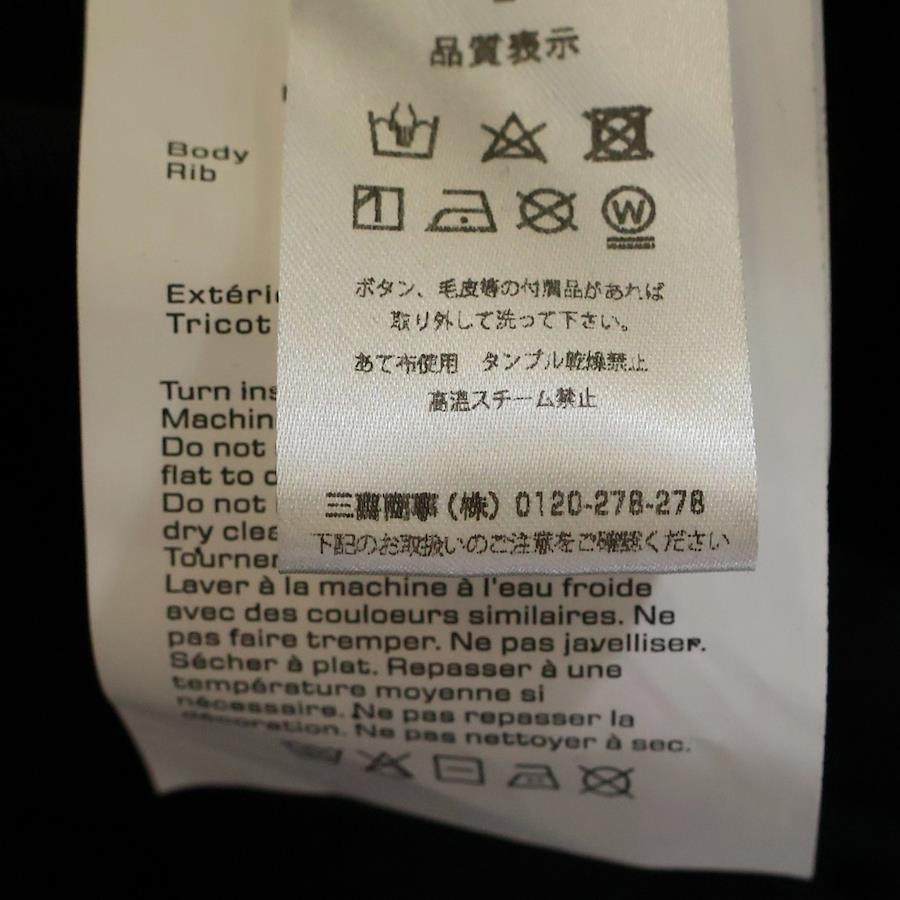 品質表示
ボタン、毛皮等の付属品があれば
取り外して洗って下さい。
あて布使用 タンブル乾燥禁止
高温スチーム禁止
三喜商事(株) 0120-278-278
下記のお取扱いのご注意をご確認ください
W
Body
Rib
Extéri
Tricot
Turn ins
Machin
Do not
flat to
Do not
dry clea
Tourner
Laver à la machine à l'eau froide
avec des couloeurs similaires. Ne
pas faire tremper. Ne pas javelliser.
Sécher à plat. Repasser à une
température moyenne si
nécessaire. Ne pas repasser la
décoration. Ne pas nettoyer à sec.